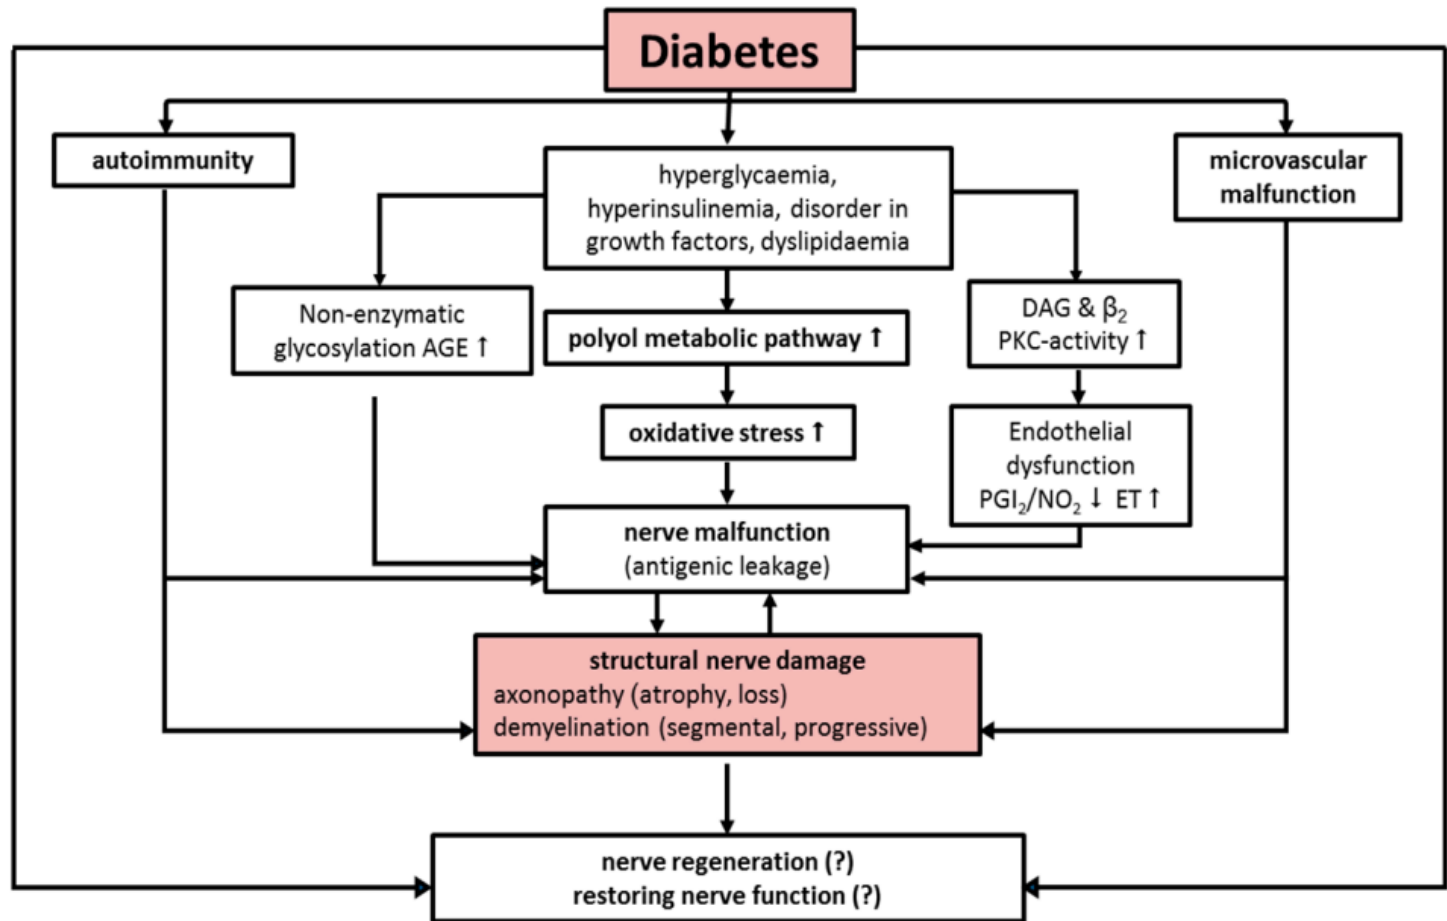 Diabetes
autoimmunity
hyperglycaemia,
hyperinsulinemia, disorder in
growth factors, dyslipidaemia
microvascular
malfunction
Non-enzymatic
glycosylation AGE ↑
polyol metabolic pathway ↑
DAG & β₂
PKC-activity ↑
oxidative stress ↑
Endothelial
dysfunction
PGI₂/NO₂ ↓ ET ↑
nerve malfunction
(antigenic leakage)
structural nerve damage
axonopathy (atrophy, loss)
demyelination (segmental, progressive)
nerve regeneration (?)
restoring nerve function (?)